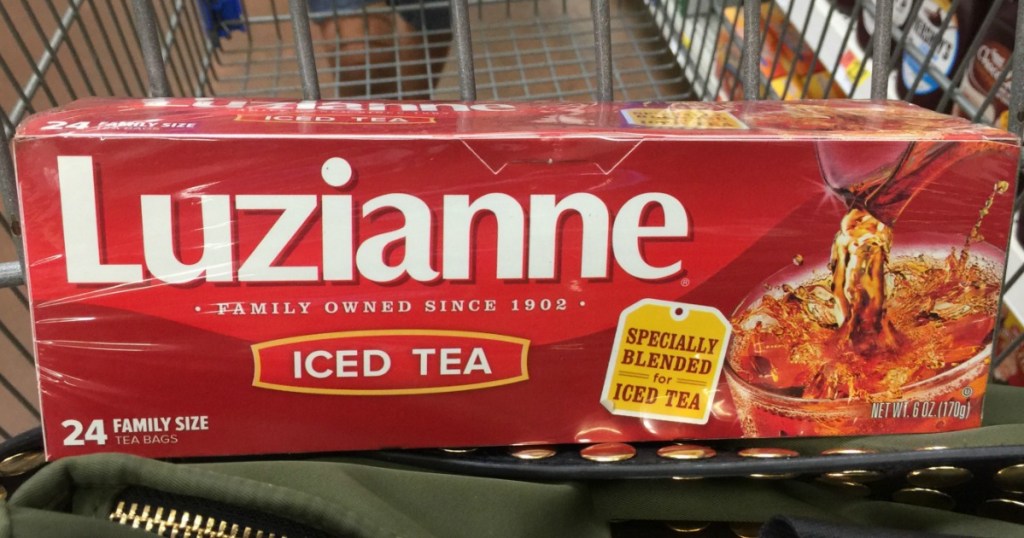 Luzianne
24 FAMILY SIZE
ICED TEA
Luzianne
®
• FAMILY OWNED SINCE 1902 •
ICED TEA
SPECIALLY
BLENDED
for
ICED TEA
24 FAMILY SIZE
TEA BAGS
NET WT. 6 OZ. (170g)